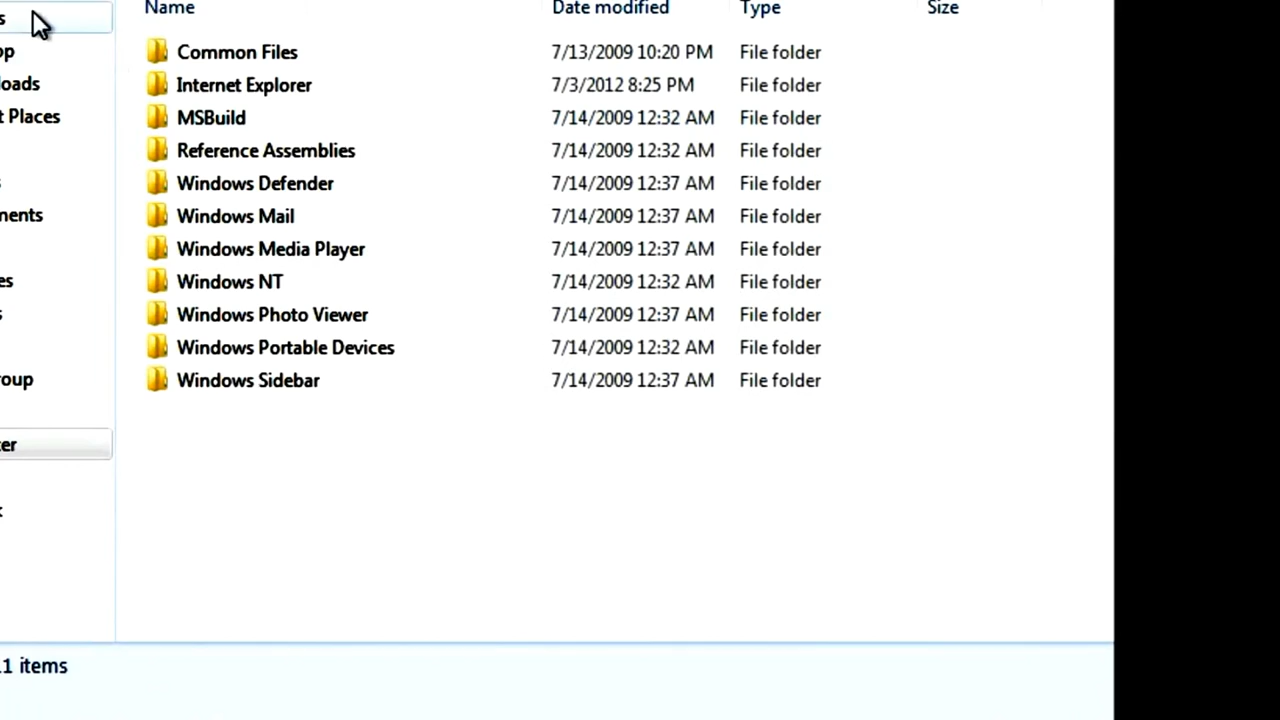 Name Date modified Type Size
s
op
loads
t Places
s
ments
es
s
roup
ter
k
Common Files 7/13/2009 10:20 PM File folder
Internet Explorer 7/3/2012 8:25 PM File folder
MSBuild 7/14/2009 12:32 AM File folder
Reference Assemblies 7/14/2009 12:32 AM File folder
Windows Defender 7/14/2009 12:37 AM File folder
Windows Mail 7/14/2009 12:37 AM File folder
Windows Media Player 7/14/2009 12:37 AM File folder
Windows NT 7/14/2009 12:32 AM File folder
Windows Photo Viewer 7/14/2009 12:37 AM File folder
Windows Portable Devices 7/14/2009 12:32 AM File folder
Windows Sidebar 7/14/2009 12:37 AM File folder
11 items